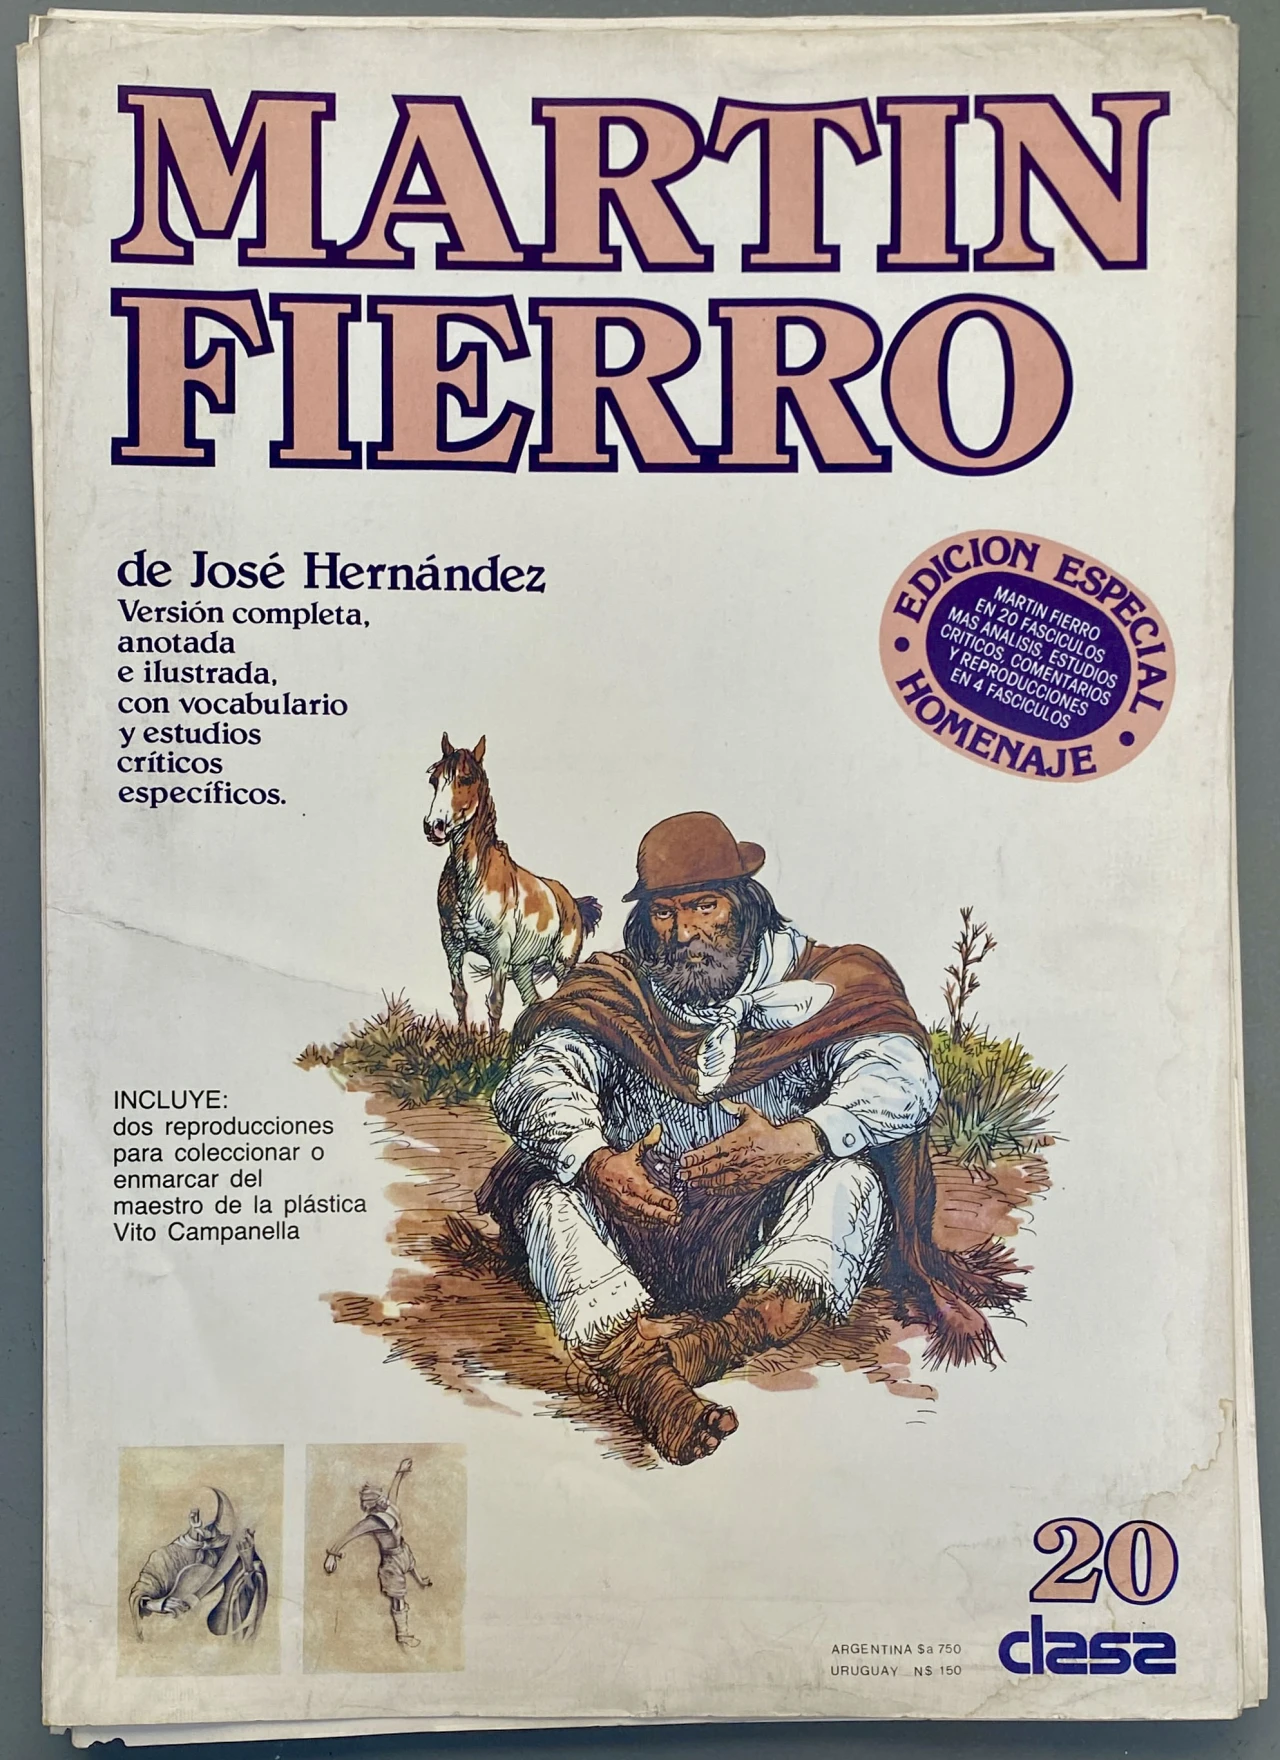 MARTIN
FIERRO
de José Hernández
Versión completa,
anotada
e ilustrada,
con vocabulario
y estudios
críticos
específicos.
EDICION ESPECIAL
MARTIN FIERRO
EN 20 FASCICULOS
MAS ANALISIS, ESTUDIOS
CRITICOS, COMENTARIOS
Y REPRODUCCIONES
EN 4 FASCICULOS
• HOMENAJE •
INCLUYE:
dos reproducciones
para coleccionar o
enmarcar del
maestro de la plástica
Vito Campanella
20
ARGENTINA $a 750
URUGUAY N$ 150
clasa